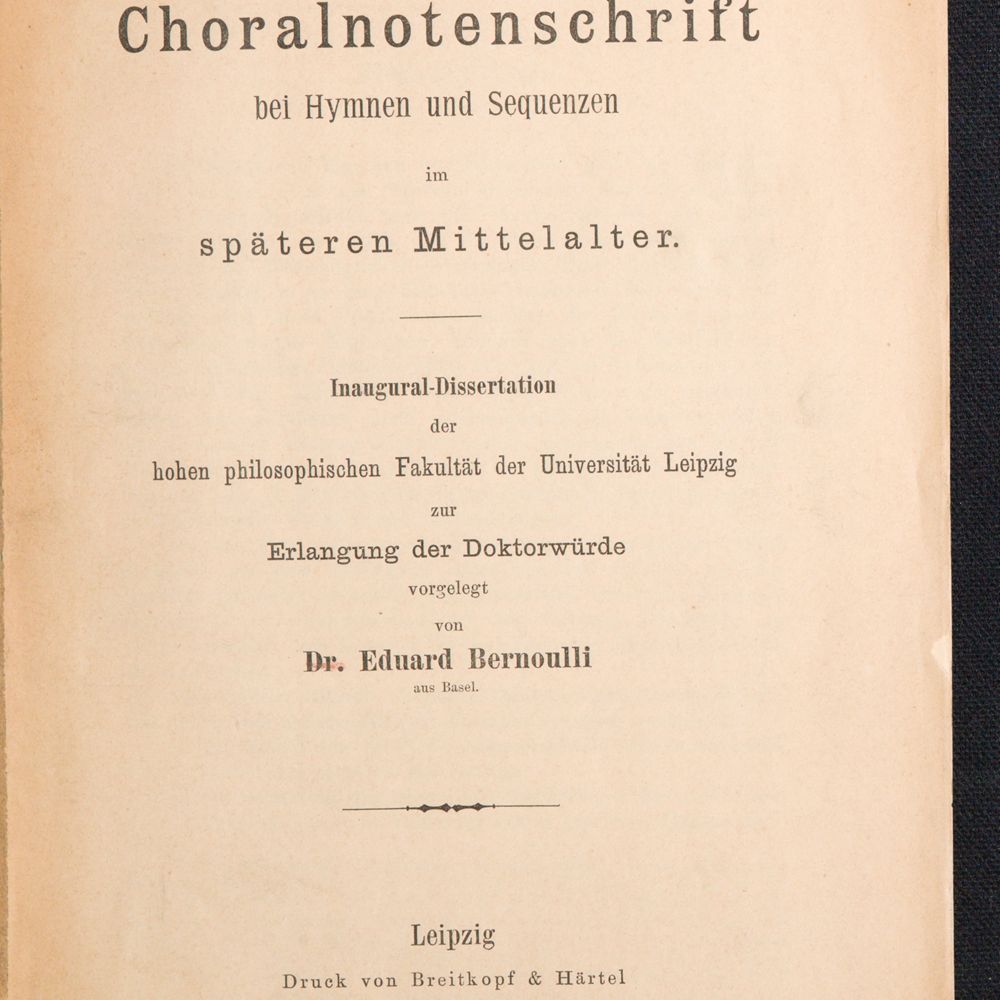 Choralnotenschrift
bei Hymnen und Sequenzen
im
späteren Mittelalter.
Inaugural-Dissertation
der
hohen philosophischen Fakultät der Universität Leipzig
zur
Erlangung der Doktorwürde
vorgelegt
von
Dr. Eduard Bernoulli
aus Basel.
Leipzig
Druck von Breitkopf & Härtel